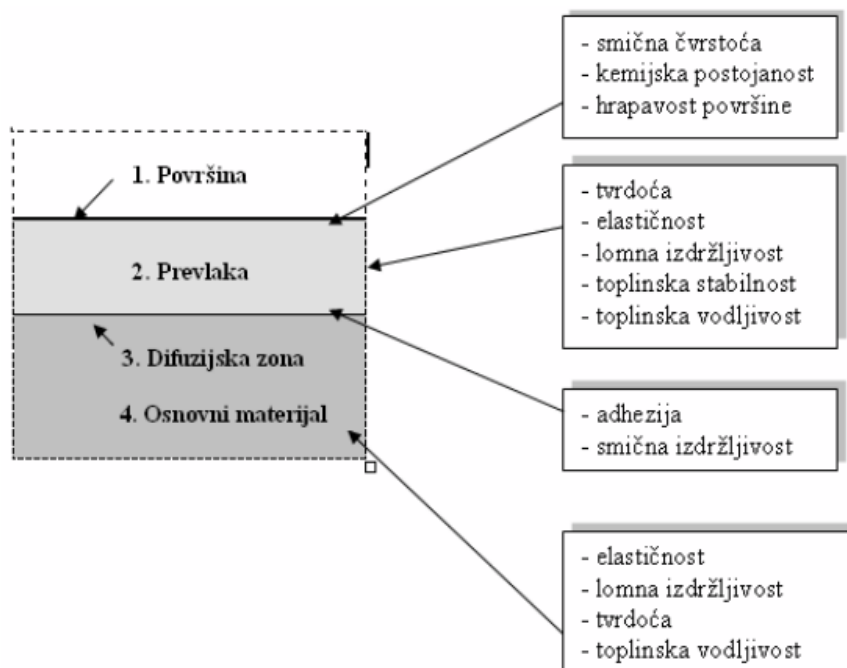 1. Površina
2. Prevlaka
3. Difuzijska zona
4. Osnovni materijal
- smična čvrstoća
- kemijska postojanost
- hrapavost površine
- tvrdoća
- elastičnost
- lomna izdržljivost
- toplinska stabilnost
- toplinska vodljivost
- adhezija
- smična izdržljivost
- elastičnost
- lomna izdržljivost
- tvrdoća
- toplinska vodljivost